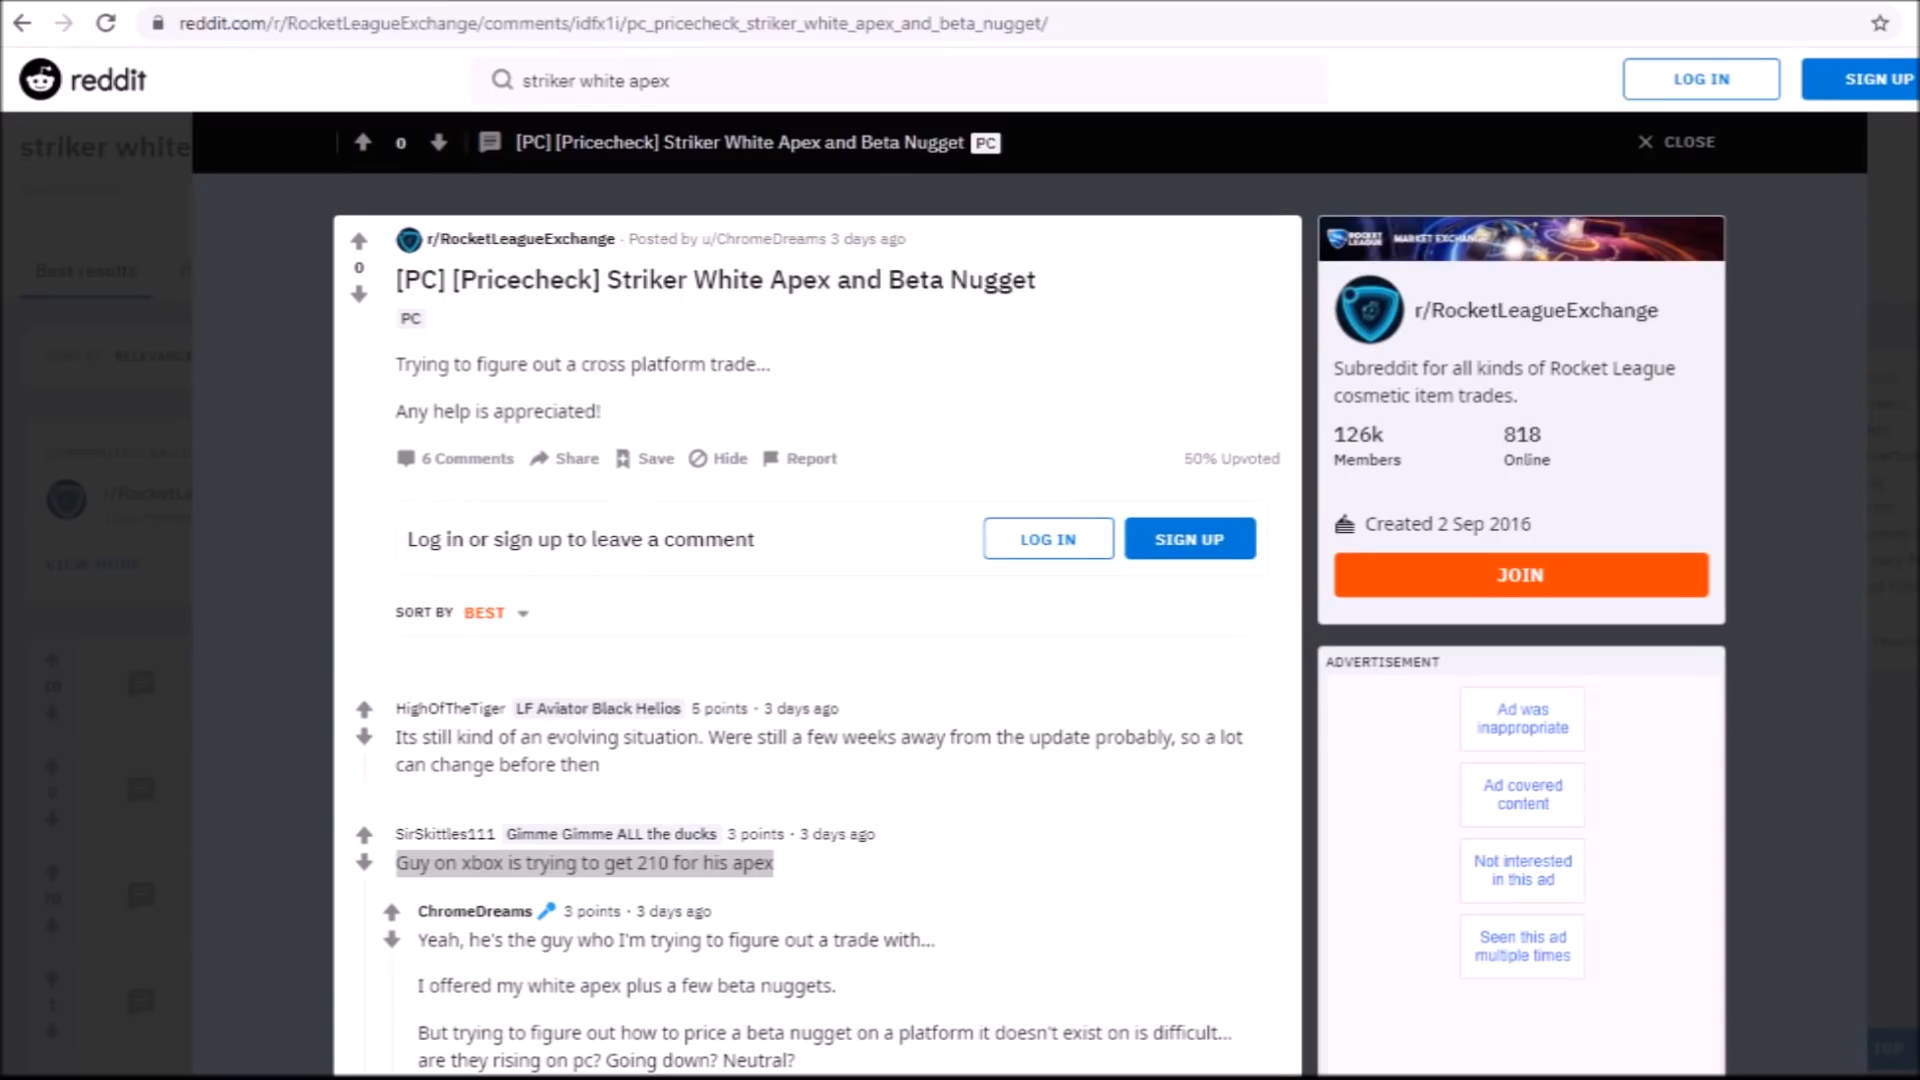 reddit.com/r/RocketLeagueExchange/comments/idfx1i/pc_pricecheck_striker_white_apex_and_beta_nugget/
reddit
striker white apex
LOG IN
SIGN UP
striker white
0
[PC] [Pricecheck] Striker White Apex and Beta Nugget PC
CLOSE
Best results
r/RocketLeagueExchange · Posted by u/ChromeDreams 3 days ago
0
[PC] [Pricecheck] Striker White Apex and Beta Nugget
PC
Trying to figure out a cross platform trade...
Any help is appreciated!
6 Comments Share Save Hide Report
50% Upvoted
Log in or sign up to leave a comment
LOG IN
SIGN UP
SORT BY BEST
VIEW MORE
HighOfTheTiger LF Aviator Black Helios 5 points · 3 days ago
Its still kind of an evolving situation. Were still a few weeks away from the update probably, so a lot
can change before then
SirSkittles111 Gimme Gimme ALL the ducks 3 points · 3 days ago
Guy on xbox is trying to get 210 for his apex
ChromeDreams 3 points · 3 days ago
Yeah, he's the guy who I'm trying to figure out a trade with...
I offered my white apex plus a few beta nuggets.
But trying to figure out how to price a beta nugget on a platform it doesn't exist on is difficult...
are they rising on pc? Going down? Neutral?
ROCKET LEAGUE MARKET EXCHANGE
r/RocketLeagueExchange
Subreddit for all kinds of Rocket League
cosmetic item trades.
126k
Members
818
Online
Created 2 Sep 2016
JOIN
ADVERTISEMENT
Ad was
inappropriate
Ad covered
content
Not interested
in this ad
Seen this ad
multiple times